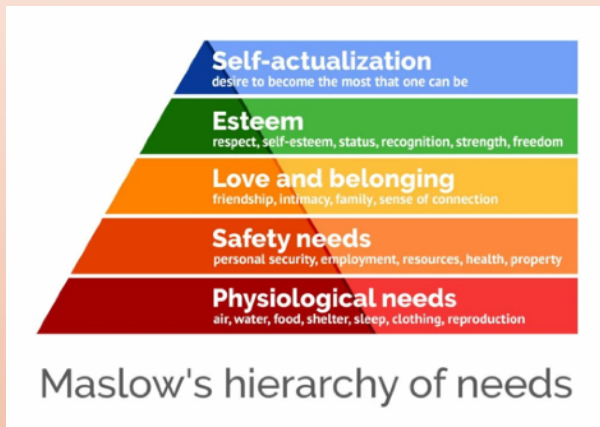 Self-actualization
desire to become the most that one can be
Esteem
respect, self-esteem, status, recognition, strength, freedom
Love and belonging
friendship, intimacy, family, sense of connection
Safety needs
personal security, employment, resources, health, property
Physiological needs
air, water, food, shelter, sleep, clothing, reproduction
Maslow's hierarchy of needs